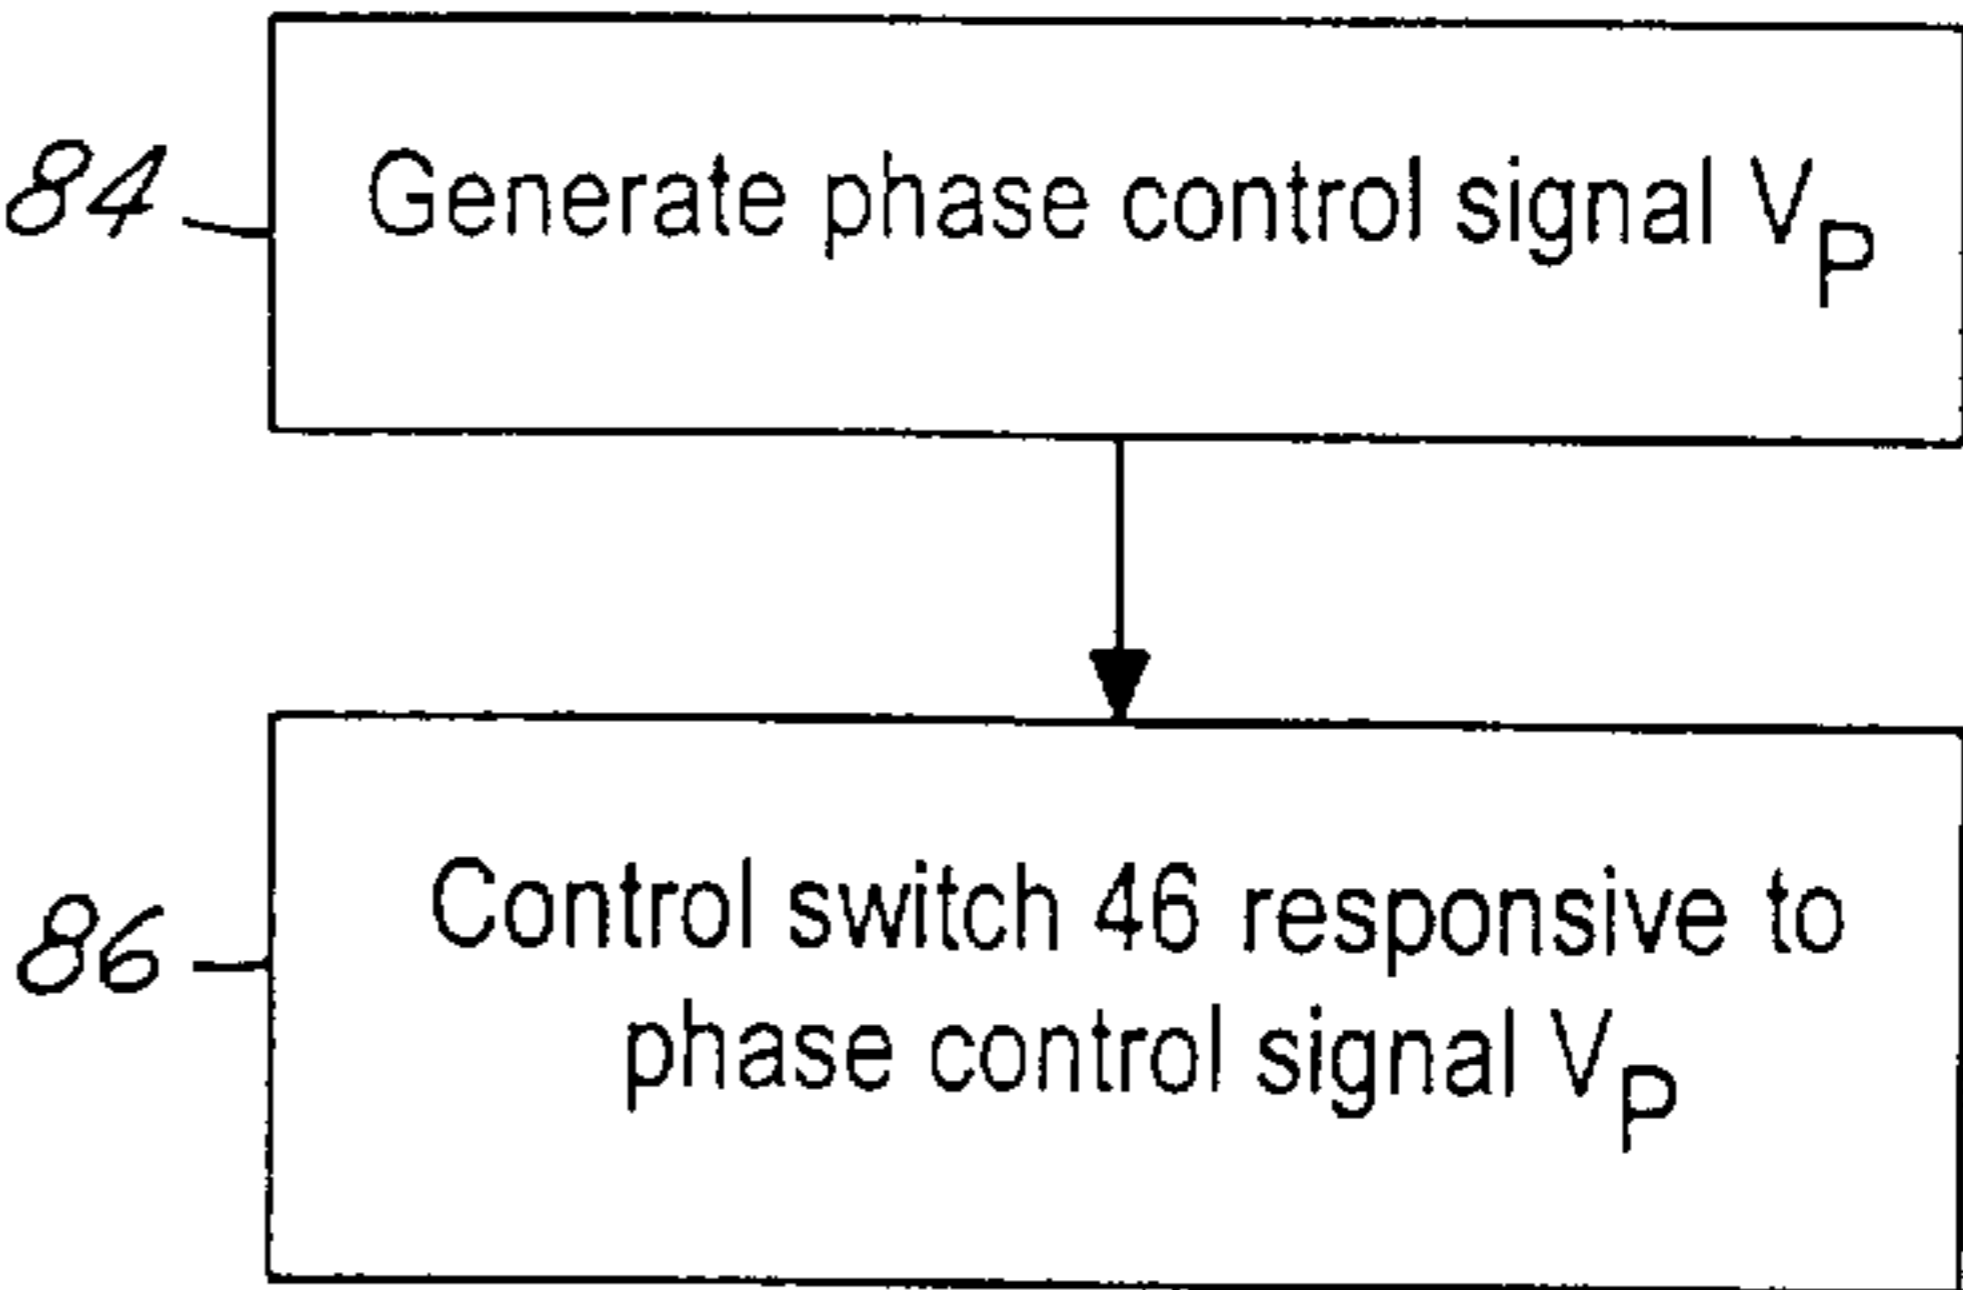 84
Generate phase control signal VP
86
Control switch 46 responsive to
phase control signal VP